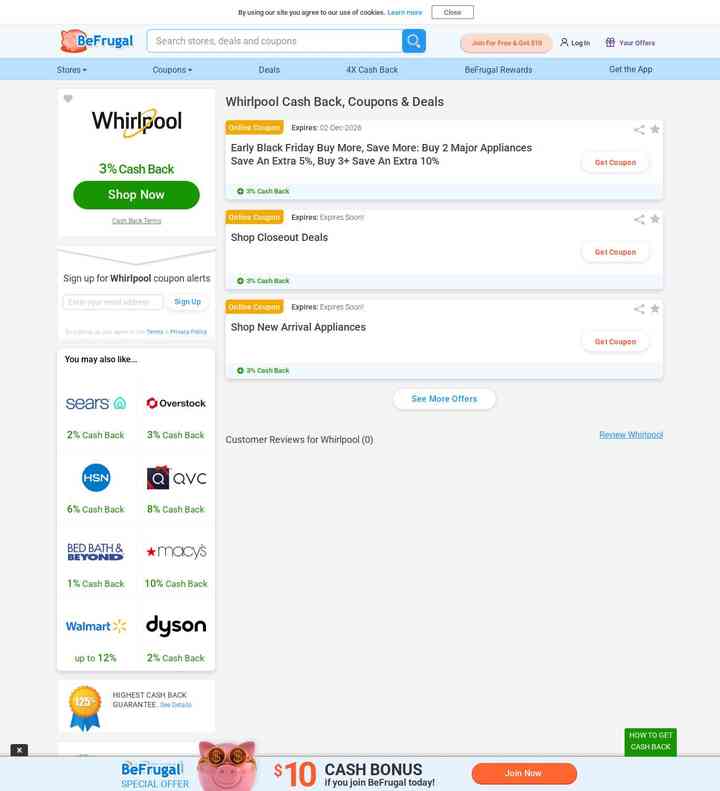 By using our site you agree to our use of cookies. Learn more
Close
BeFrugal
Search stores, deals and coupons
Join For Free & Get $10
Log In
Your Offers
Stores
Coupons
Deals
4X Cash Back
BeFrugal Rewards
Get the App
Whirlpool
3% Cash Back
Shop Now
Cash Back Terms
Sign up for Whirlpool coupon alerts
Enter your email address
Sign Up
By signing up, you agree to the Terms & Privacy Policy
You may also like...
sears
Overstock
2% Cash Back
3% Cash Back
HSN
QVC
6% Cash Back
8% Cash Back
BED BATH &
BEYOND
macy's
1% Cash Back
10% Cash Back
Walmart
dyson
up to 12%
2% Cash Back
125%
HIGHEST CASH BACK
GUARANTEE. See Details
Whirlpool Cash Back, Coupons & Deals
Online Coupon
Expires: 02-Dec-2026
Early Black Friday Buy More, Save More: Buy 2 Major Appliances
Save An Extra 5%, Buy 3+ Save An Extra 10%
Get Coupon
3% Cash Back
Online Coupon
Expires: Expires Soon!
Shop Closeout Deals
Get Coupon
3% Cash Back
Online Coupon
Expires: Expires Soon!
Shop New Arrival Appliances
Get Coupon
3% Cash Back
See More Offers
Customer Reviews for Whirlpool (0)
Review Whirlpool
HOW TO GET
CASH BACK
x
BeFrugal
SPECIAL OFFER
$10
CASH BONUS
if you join BeFrugal today!
Join Now